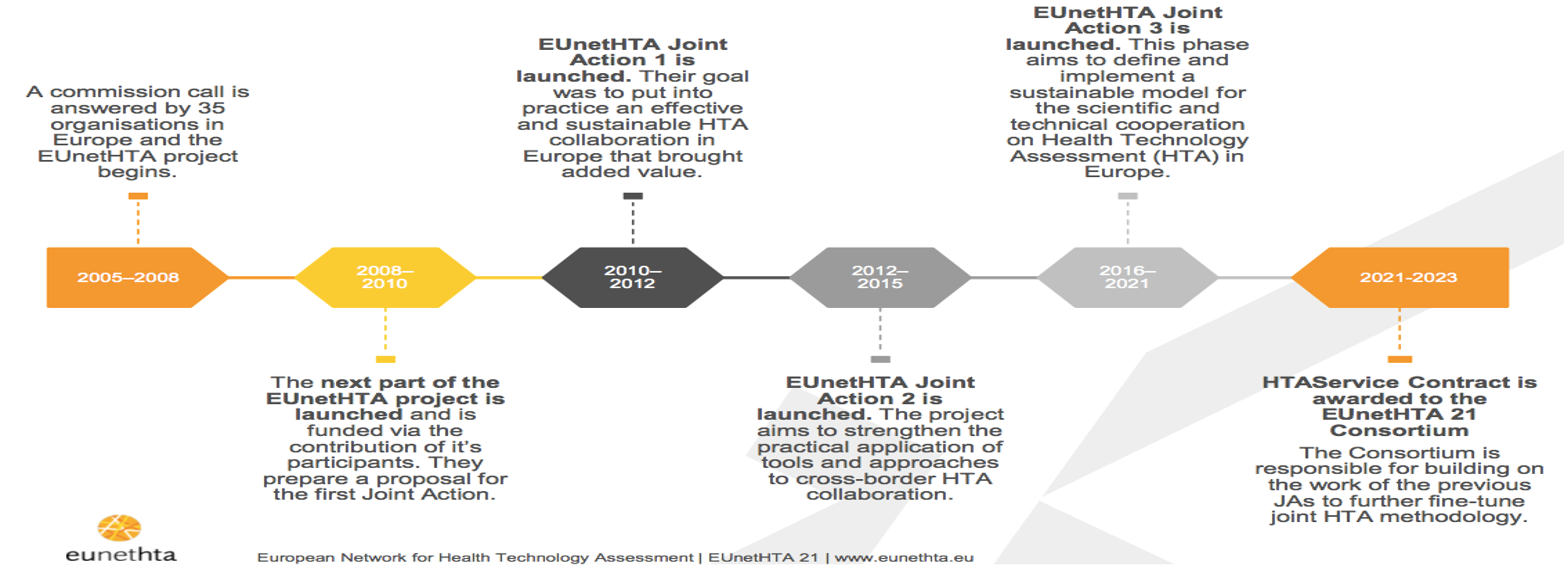 A commission call is
answered by 35
organisations in
Europe and the
EUnetHTA project
begins.
EUnetHTA Joint
Action 1 is
launched. Their goal
was to put into
practice an effective
and sustainable HTA
collaboration in
Europe that brought
added value.
EUnetHTA Joint
Action 3 is
launched. This phase
aims to define and
implement a
sustainable model for
the scientific and
technical cooperation
on Health Technology
Assessment (HTA) in
Europe.
2005–2008
2008–
2010
2010–
2012
2012–
2015
2016–
2021
2021-2023
The next part of the
EUnetHTA project is
launched and is
funded via the
contribution of it's
participants. They
prepare a proposal for
the first Joint Action.
EUnetHTA Joint
Action 2 is
launched. The project
aims to strengthen the
practical application of
tools and approaches
to cross-border HTA
collaboration.
HTAService Contract is
awarded to the
EUnetHTA 21
Consortium
The Consortium is
responsible for building on
the work of the previous
JAs to further fine-tune
joint HTA methodology.
eunethta
European Network for Health Technology Assessment | EUnetHTA 21 | www.eunethta.eu